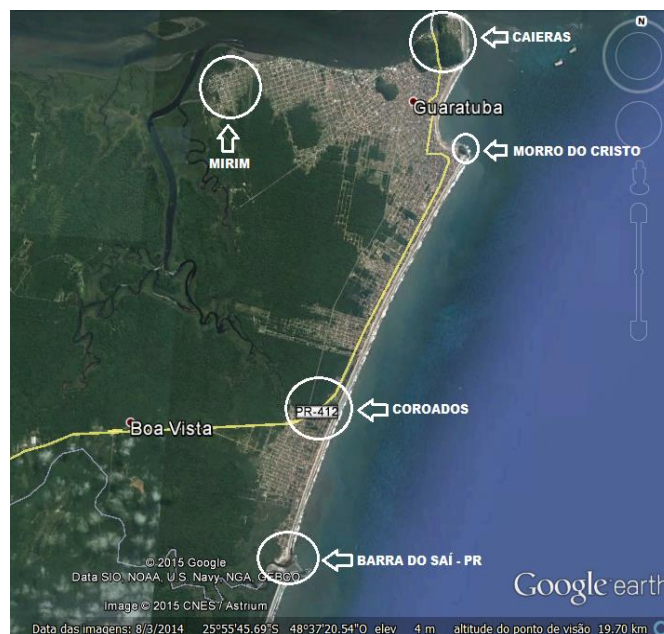 N
CAIERAS
Guaratuba
MIRIM
MORRO DO CRISTO
PR-412
COROADOS
Boa Vista
BARRA DO SAÍ - PR
© 2015 Google
Data SIO, NOAA, U.S. Navy, NGA, GEBCO
Image © 2015 CNES / Astrium
Google earth
Data das imagens: 8/3/2014 25°55'45.69"S 48°37'20.54"O elev 4 m altitude do ponto de visão 19.70 km